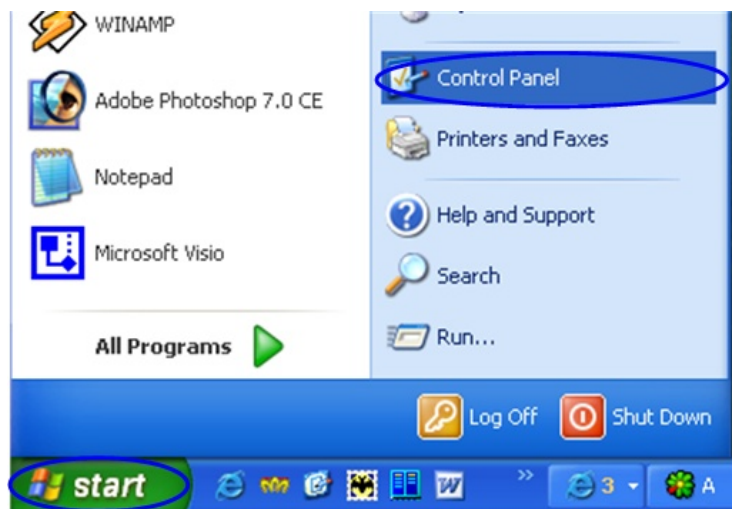 WINAMP
Adobe Photoshop 7.0 CE
Notepad
Microsoft Visio
All Programs
Control Panel
Printers and Faxes
Help and Support
Search
Run...
Log Off
Shut Down
start
3
A